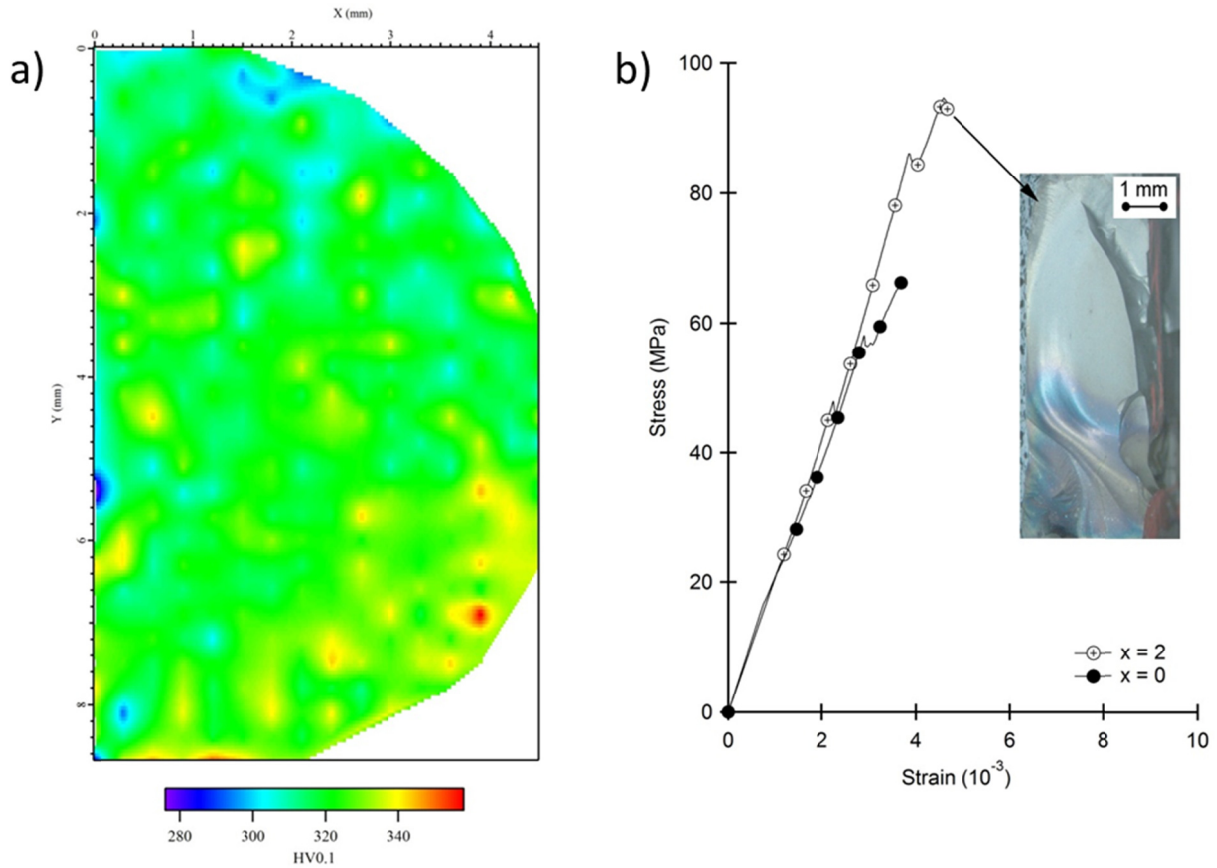 a)
X (mm)
0 1 2 3 4
0
2
4
6
8
Y (mm)
280 300 320 340
HV0.1
b)
100
80
60
40
20
0
Stress (MPa)
1 mm
x = 2
x = 0
0 2 4 6 8 10
Strain (10⁻³)